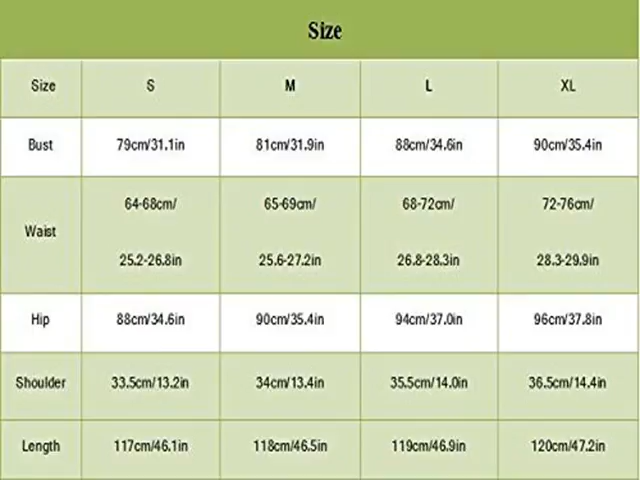 Size
Size S M L XL
Bust 79cm/31.1in 81cm/31.9in 88cm/34.6in 90cm/35.4in
64-68cm/ 65-69cm/ 68-72cm/ 72-76cm/
Waist
25.2-26.8in 25.6-27.2in 26.8-28.3in 28.3-29.9in
Hip 88cm/34.6in 90cm/35.4in 94cm/37.0in 96cm/37.8in
Shoulder 33.5cm/13.2in 34cm/13.4in 35.5cm/14.0in 36.5cm/14.4in
Length 117cm/46.1in 118cm/46.5in 119cm/46.9in 120cm/47.2in